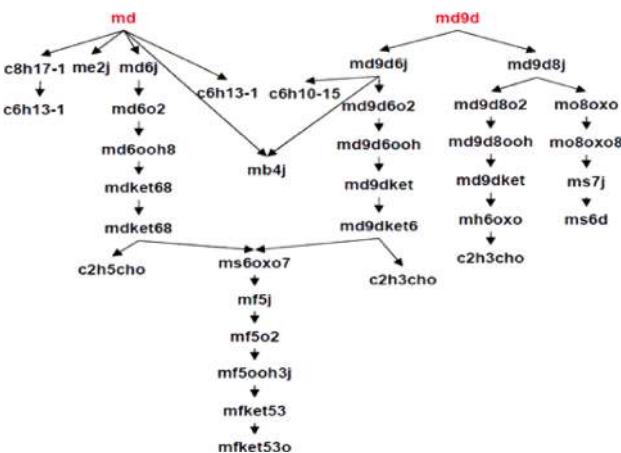 md md9d
md9d6j md9d8j
c8h17-1 me2j md6j
c6h13-1 c6h10-15
c6h13-1 md6o2 md9d6o2 md9d8o2 mo8oxo
md6ooh8 md9d6ooh md9d8ooh mo8oxo8
mb4j
mdket68 md9dket md9dket ms7j
mdket68 md9dket6 mh6oxo ms6d
c2h5cho ms6oxo7 c2h3cho c2h3cho
mf5j
mf5o2
mf5ooh3j
mfket53
mfket53o